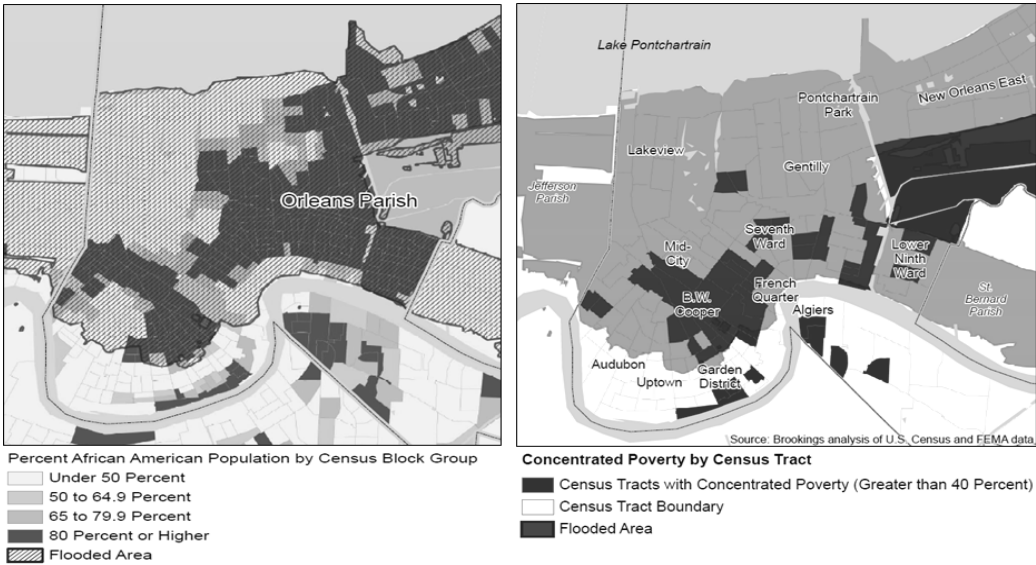 Orleans Parish
Percent African American Population by Census Block Group
Under 50 Percent
50 to 64.9 Percent
65 to 79.9 Percent
80 Percent or Higher
Flooded Area
Lake Pontchartrain
Pontchartrain
Park
New Orleans East
Lakeview
Gentilly
Jefferson
Parish
Seventh
Ward
Mid-
City
Lower
Ninth
Ward
French
Quarter
B.W.
Cooper
St.
Bernard
Parish
Algiers
Audubon
Uptown
Garden
District
Source: Brookings analysis of U.S. Census and FEMA data
Concentrated Poverty by Census Tract
Census Tracts with Concentrated Poverty (Greater than 40 Percent)
Census Tract Boundary
Flooded Area